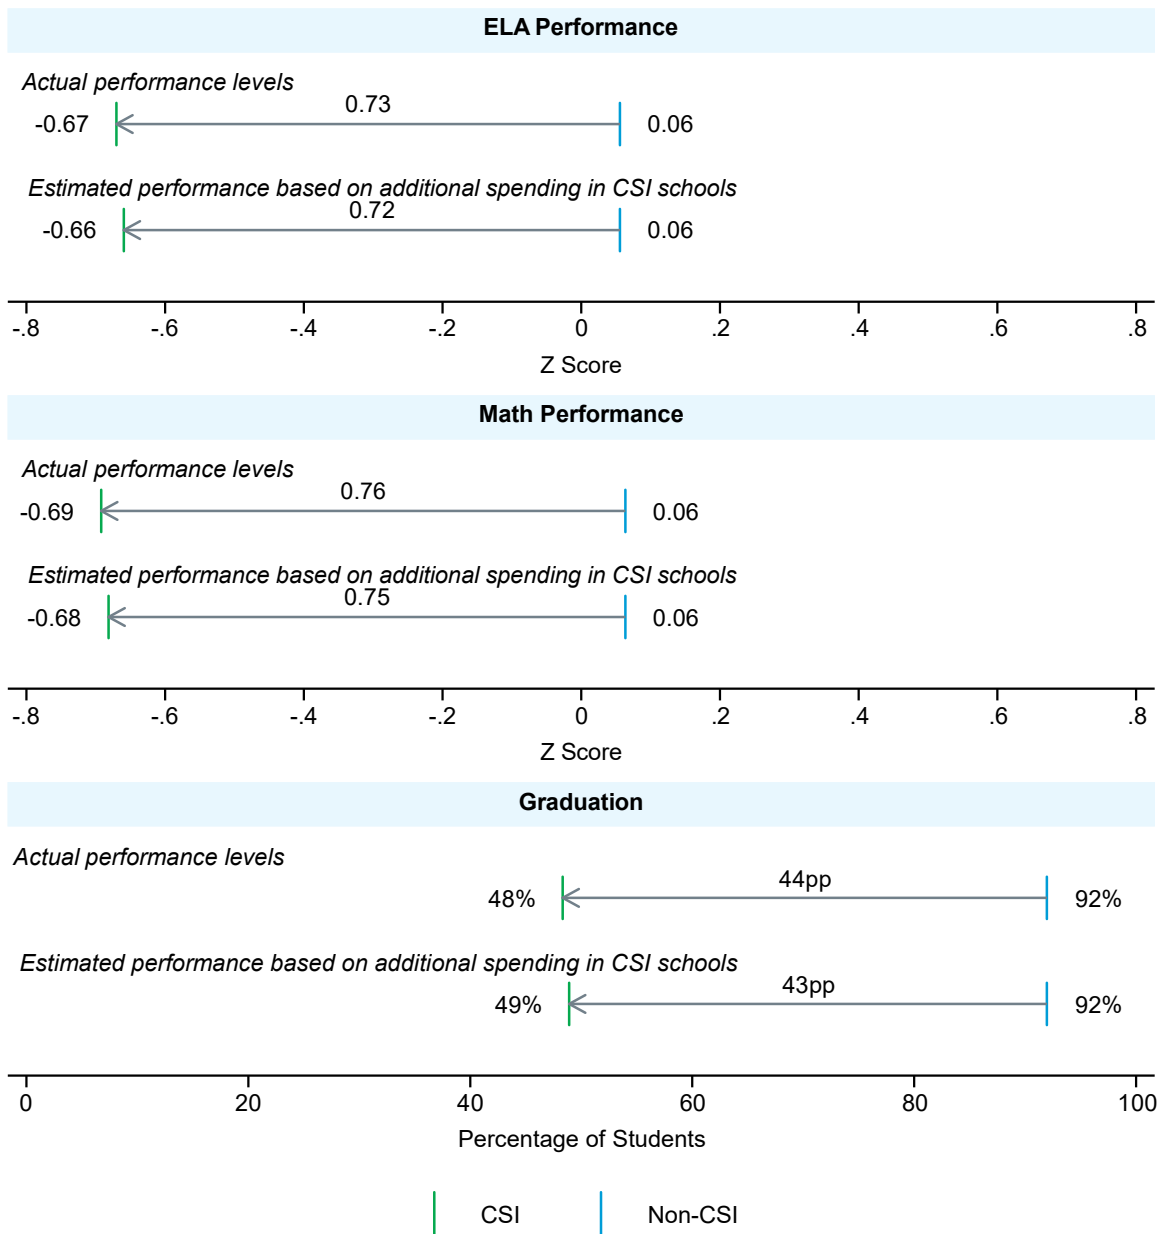 ELA Performance
Actual performance levels
-0.67 0.73 0.06
Estimated performance based on additional spending in CSI schools
-0.66 0.72 0.06
-.8 -.6 -.4 -.2 0 .2 .4 .6 .8
Z Score
Math Performance
Actual performance levels
-0.69 0.76 0.06
Estimated performance based on additional spending in CSI schools
-0.68 0.75 0.06
-.8 -.6 -.4 -.2 0 .2 .4 .6 .8
Z Score
Graduation
Actual performance levels
48% 44pp 92%
Estimated performance based on additional spending in CSI schools
49% 43pp 92%
0 20 40 60 80 100
Percentage of Students
CSI Non-CSI